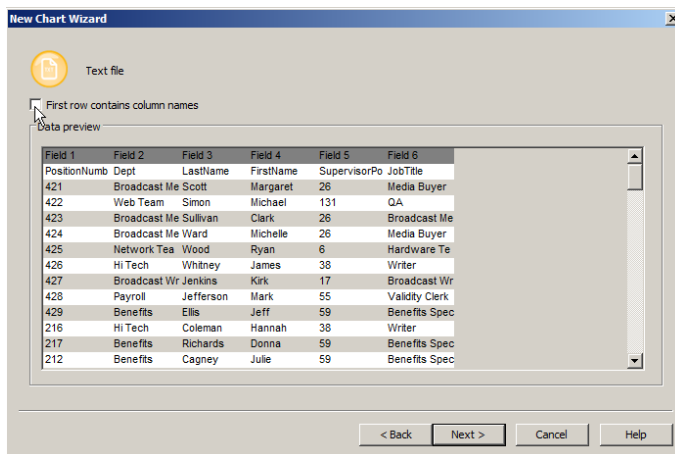 New Chart Wizard
Text file
First row contains column names
Data preview
Field 1 Field 2 Field 3 Field 4 Field 5 Field 6
PositionNumb Dept LastName FirstName SupervisorPo JobTitle
421 Broadcast Me Scott Margaret 26 Media Buyer
422 Web Team Simon Michael 131 QA
423 Broadcast Me Sullivan Clark 26 Broadcast Me
424 Broadcast Me Ward Michelle 26 Media Buyer
425 Network Tea Wood Ryan 6 Hardware Te
426 Hi Tech Whitney James 38 Writer
427 Broadcast Wr Jenkins Kirk 17 Broadcast Wr
428 Payroll Jefferson Mark 55 Validity Clerk
429 Benefits Ellis Jeff 59 Benefits Spec
216 Hi Tech Coleman Hannah 38 Writer
217 Benefits Richards Donna 59 Benefits Spec
212 Benefits Cagney Julie 59 Benefits Spec
< Back Next > Cancel Help